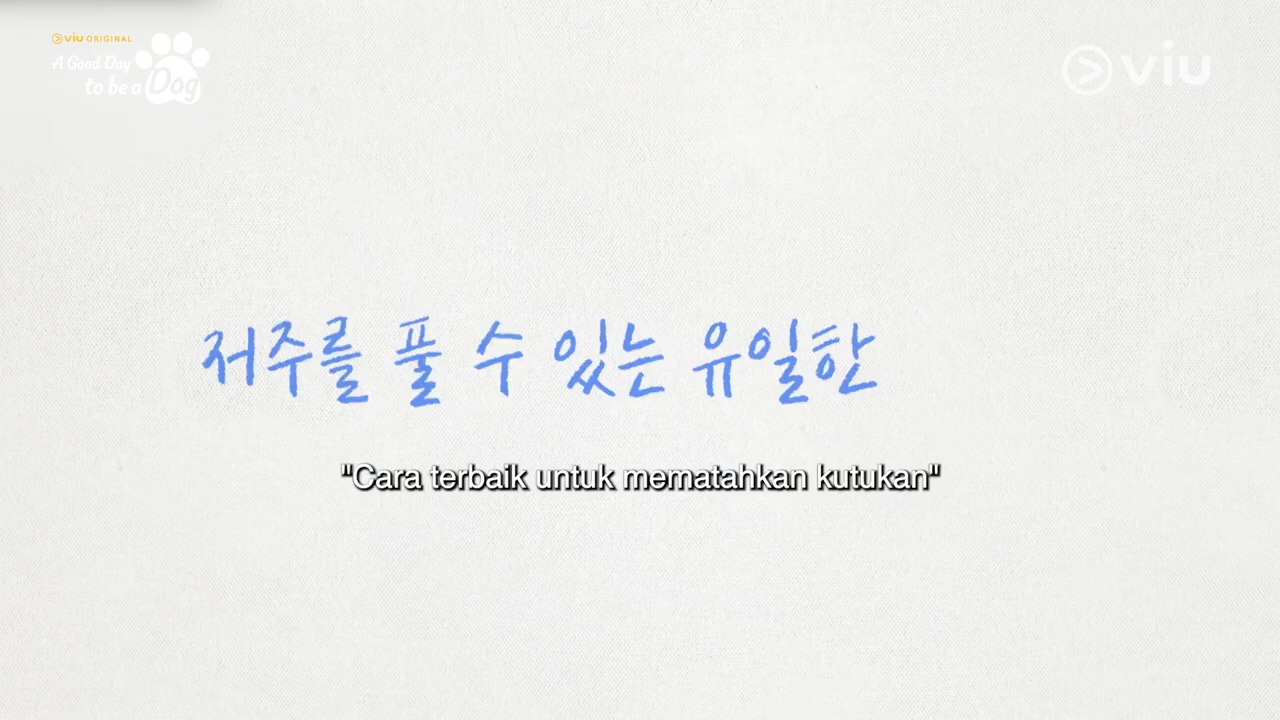 viu ORIGINAL
A Good Day
to be a Dog
viu
저주를 풀 수 있는 유일한
"Cara terbaik untuk mematahkan kutukan"